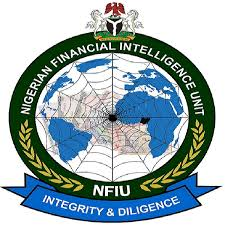 NIGERIAN FINANCIAL INTELLIGENCE UNIT
NFIU
INTEGRITY & DILIGENCE